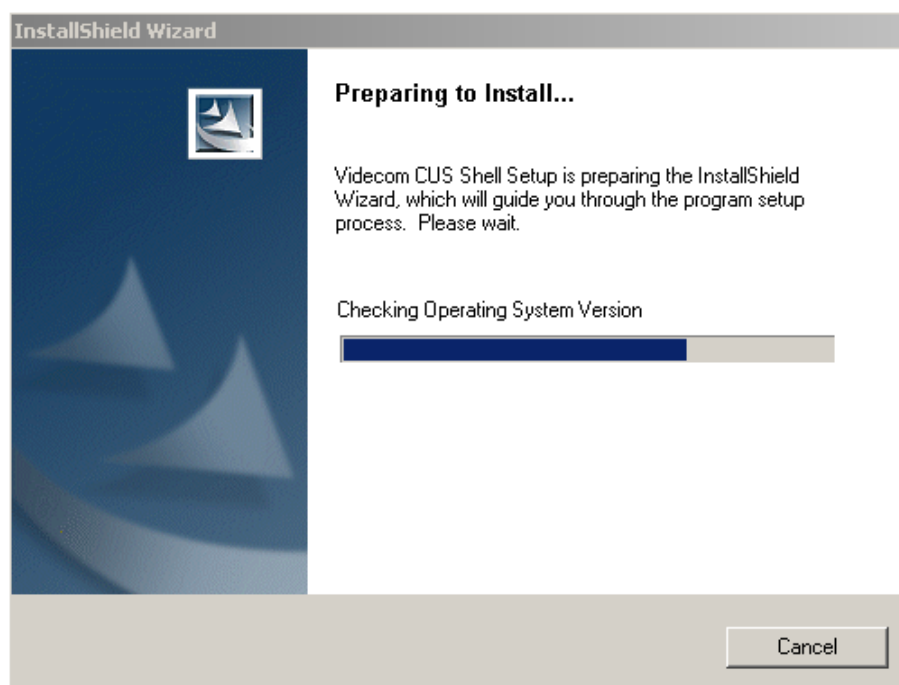 InstallShield Wizard
Preparing to Install...
Videcom CUS Shell Setup is preparing the InstallShield
Wizard, which will guide you through the program setup
process.  Please wait.
Checking Operating System Version
Cancel